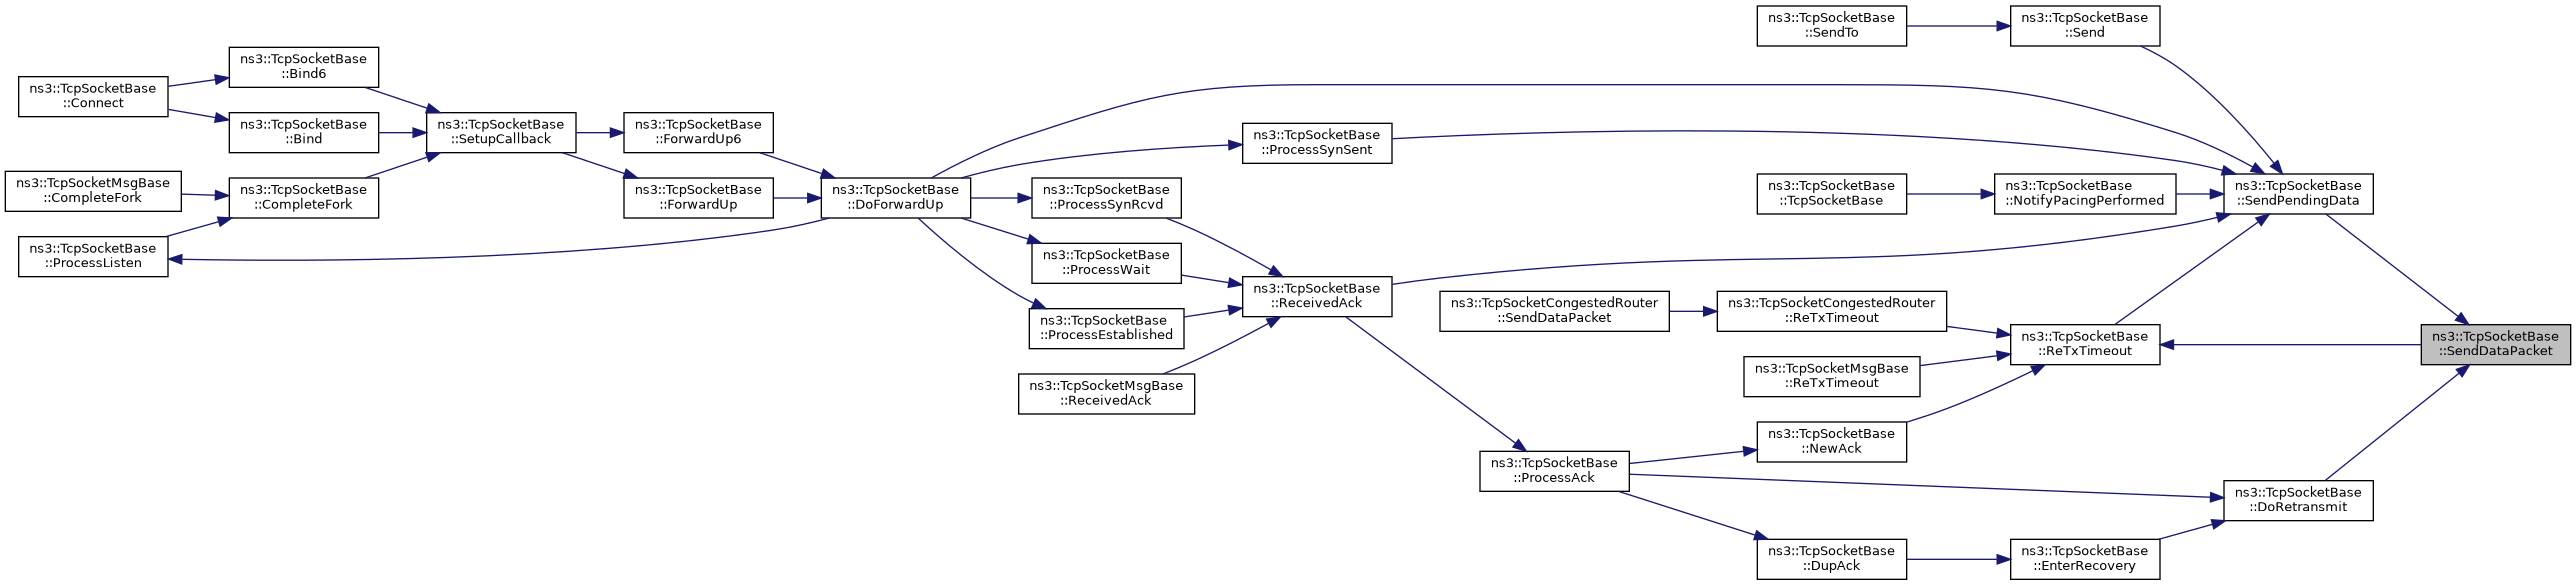 ns3::TcpSocketBase
::SendTo
ns3::TcpSocketBase
::Send
ns3::TcpSocketBase
::Bind6
ns3::TcpSocketBase
::Connect
ns3::TcpSocketBase
::Bind
ns3::TcpSocketBase
::SetupCallback
ns3::TcpSocketBase
::ForwardUp6
ns3::TcpSocketBase
::ProcessSynSent
ns3::TcpSocketMsgBase
::CompleteFork
ns3::TcpSocketBase
::CompleteFork
ns3::TcpSocketBase
::ForwardUp
ns3::TcpSocketBase
::DoForwardUp
ns3::TcpSocketBase
::ProcessSynRcvd
ns3::TcpSocketBase
::TcpSocketBase
ns3::TcpSocketBase
::NotifyPacingPerformed
ns3::TcpSocketBase
::SendPendingData
ns3::TcpSocketBase
::ProcessListen
ns3::TcpSocketBase
::ProcessWait
ns3::TcpSocketBase
::ReceivedAck
ns3::TcpSocketCongestedRouter
::SendDataPacket
ns3::TcpSocketCongestedRouter
::ReTxTimeout
ns3::TcpSocketBase
::ProcessEstablished
ns3::TcpSocketBase
::ReTxTimeout
ns3::TcpSocketBase
::SendDataPacket
ns3::TcpSocketMsgBase
::ReTxTimeout
ns3::TcpSocketMsgBase
::ReceivedAck
ns3::TcpSocketBase
::NewAck
ns3::TcpSocketBase
::ProcessAck
ns3::TcpSocketBase
::DoRetransmit
ns3::TcpSocketBase
::DupAck
ns3::TcpSocketBase
::EnterRecovery